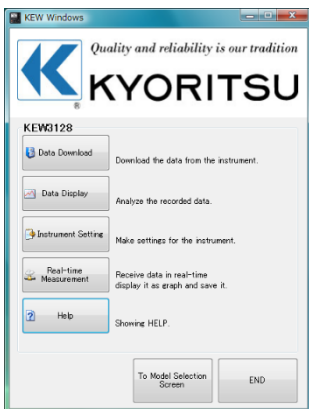 KEW Windows
Quality and reliability is our tradition
KYORITSU
®
KEW3128
Data Download
Download the data from the instrument.
Data Display
Analyze the recorded data.
Instrument Setting
Make settings for the instrument.
Real-time
Measurement
Receive data in real-time
display it as graph and save it.
Help
Showing HELP.
To Model Selection
Screen
END